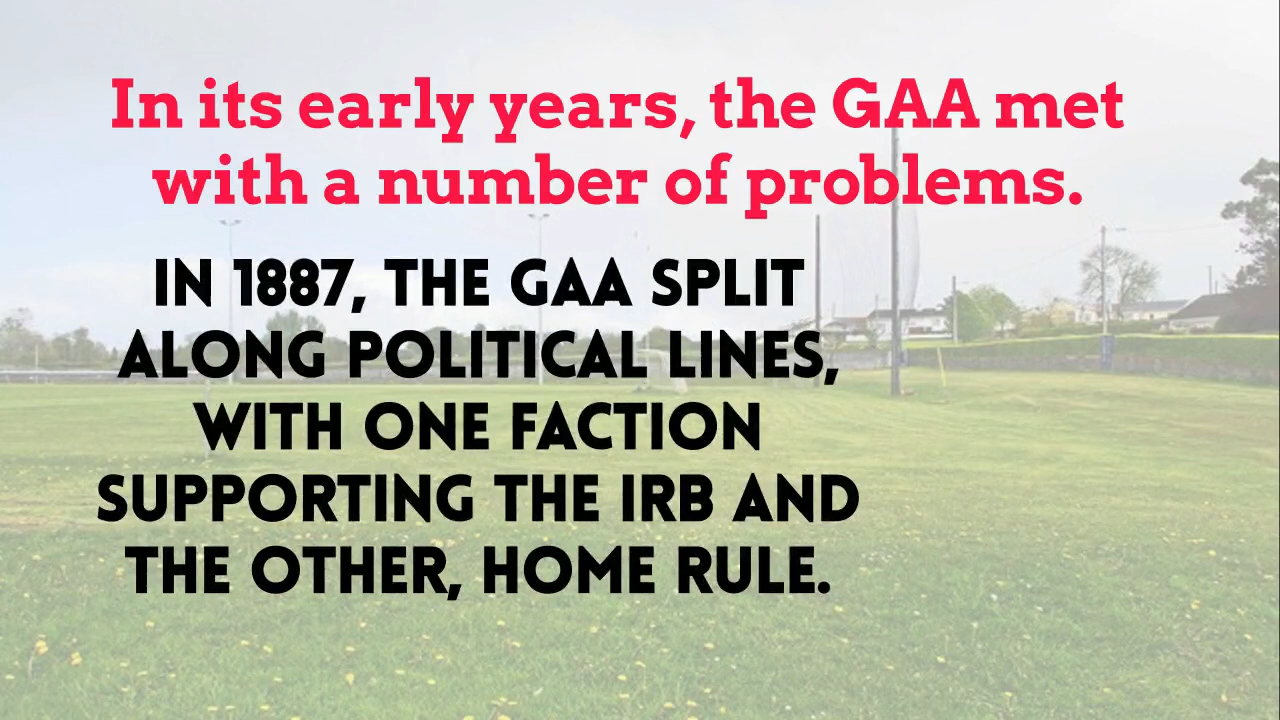 In its early years, the GAA met
with a number of problems.
IN 1887, THE GAA SPLIT
ALONG POLITICAL LINES,
WITH ONE FACTION
SUPPORTING THE IRB AND
THE OTHER, HOME RULE.